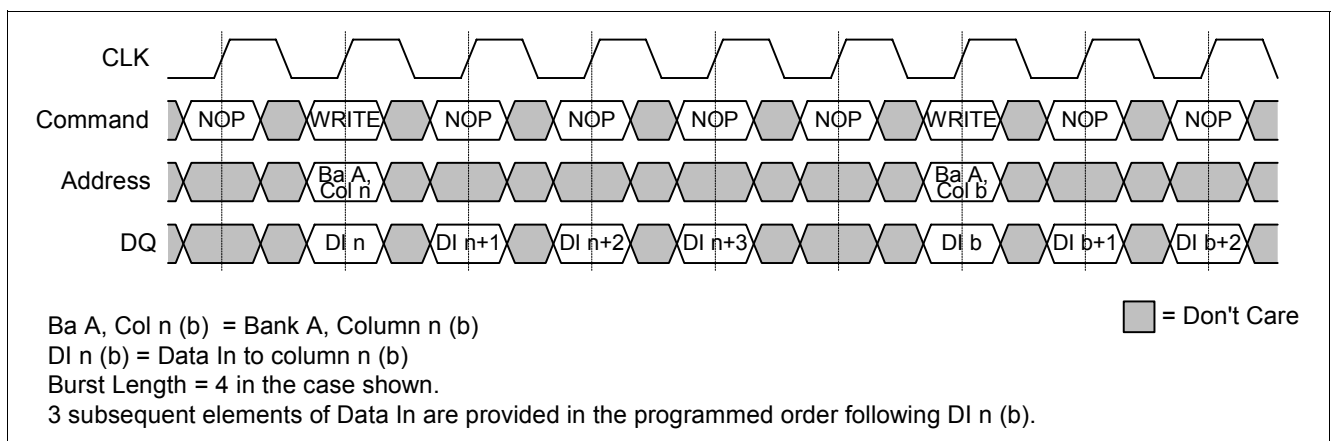 CLK
Command NOP WRITE NOP NOP NOP NOP WRITE NOP NOP
Address Ba A, Col n Ba A, Col b
DQ DI n DI n+1 DI n+2 DI n+3 DI b DI b+1 DI b+2
Ba A, Col n (b) = Bank A, Column n (b)
= Don't Care
DI n (b) = Data In to column n (b)
Burst Length = 4 in the case shown.
3 subsequent elements of Data In are provided in the programmed order following DI n (b).